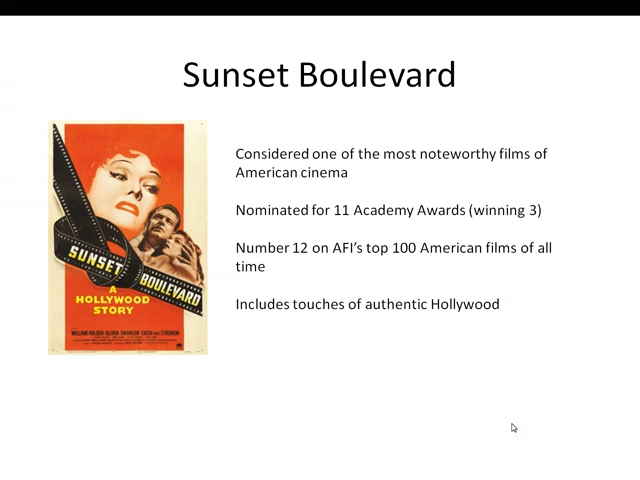 Sunset Boulevard
Considered one of the most noteworthy films of
American cinema
Nominated for 11 Academy Awards (winning 3)
Number 12 on AFI's top 100 American films of all
time
Includes touches of authentic Hollywood
SUNSET
BOULEVARD
A
HOLLYWOOD
STORY
WILLIAM HOLDEN GLORIA SWANSON ERICH VON STROHEIM